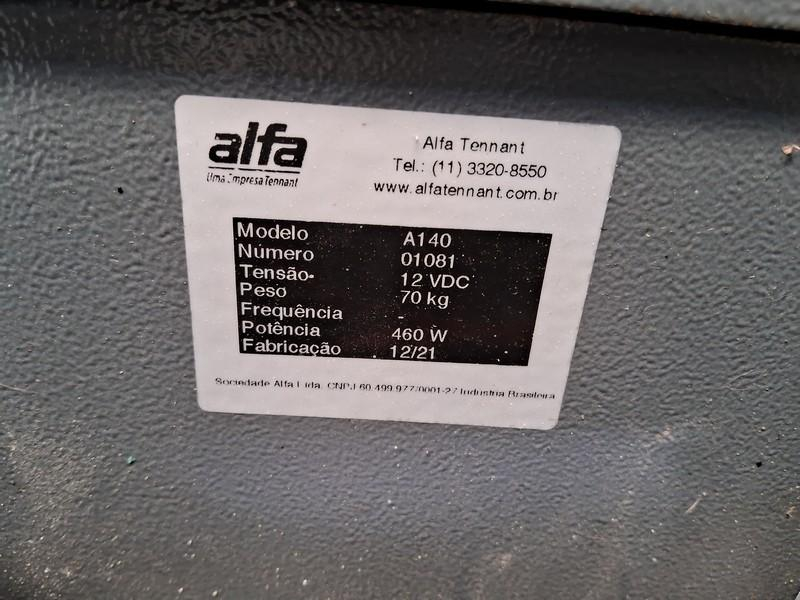 alfa
Uma Empresa Tennant
Alfa Tennant
Tel.: (11) 3320-8550
www.alfatennant.com.br
Modelo A140
Número 01081
Tensão 12 VDC
Peso 70 kg
Frequência -
Potência 460 W
Fabricação 12/21
Sociedade Alfa Ltda. CNPJ 60.499.977/0001-27 Industria Brasileira